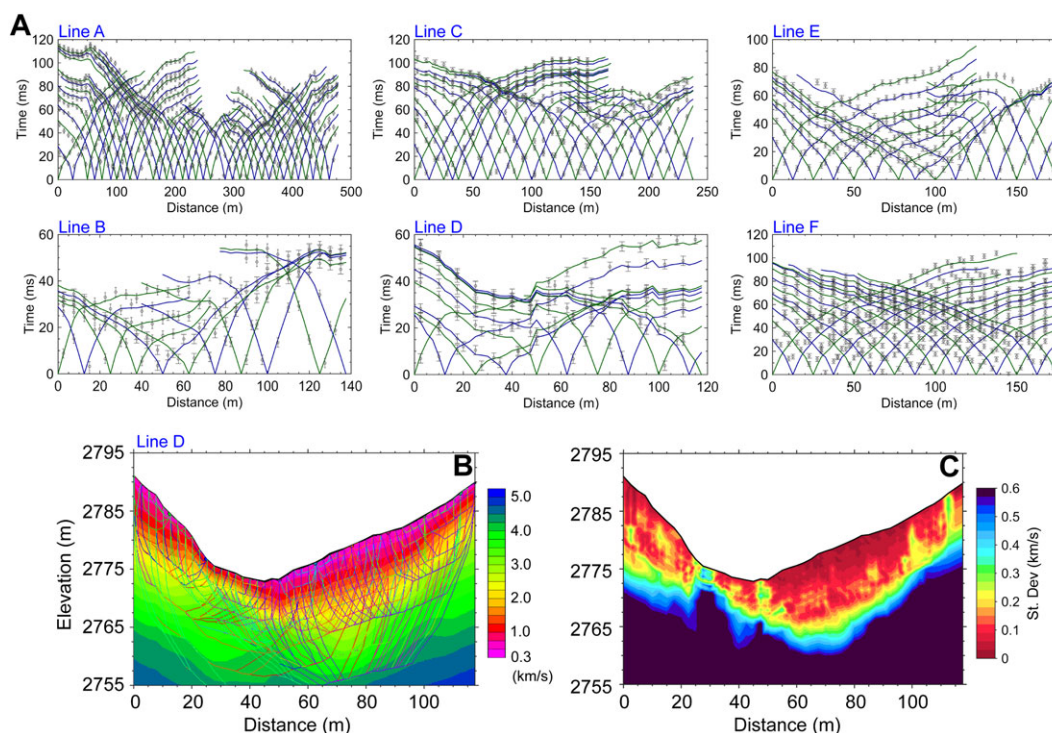 A
Line A
120
100
80
60
40
20
0
Time (ms)
0 100 200 300 400 500
Distance (m)
Line C
120
100
80
60
40
20
0
Time (ms)
0 50 100 150 200 250
Distance (m)
Line E
100
80
60
40
20
0
Time (ms)
0 50 100 150
Distance (m)
Line B
60
40
20
0
Time (ms)
0 20 40 60 80 100 120 140
Distance (m)
Line D
60
40
20
0
Time (ms)
0 20 40 60 80 100 120
Distance (m)
Line F
120
100
80
60
40
20
0
Time (ms)
0 50 100 150
Distance (m)
Line D
B
2795
2785
2775
2765
2755
Elevation (m)
0 20 40 60 80 100
Distance (m)
5.0
4.0
3.0
2.0
1.0
0.3
(km/s)
C
2795
2785
2775
2765
2755
0 20 40 60 80 100
Distance (m)
0.6
0.5
0.4
0.3
0.2
0.1
0
St. Dev (km/s)